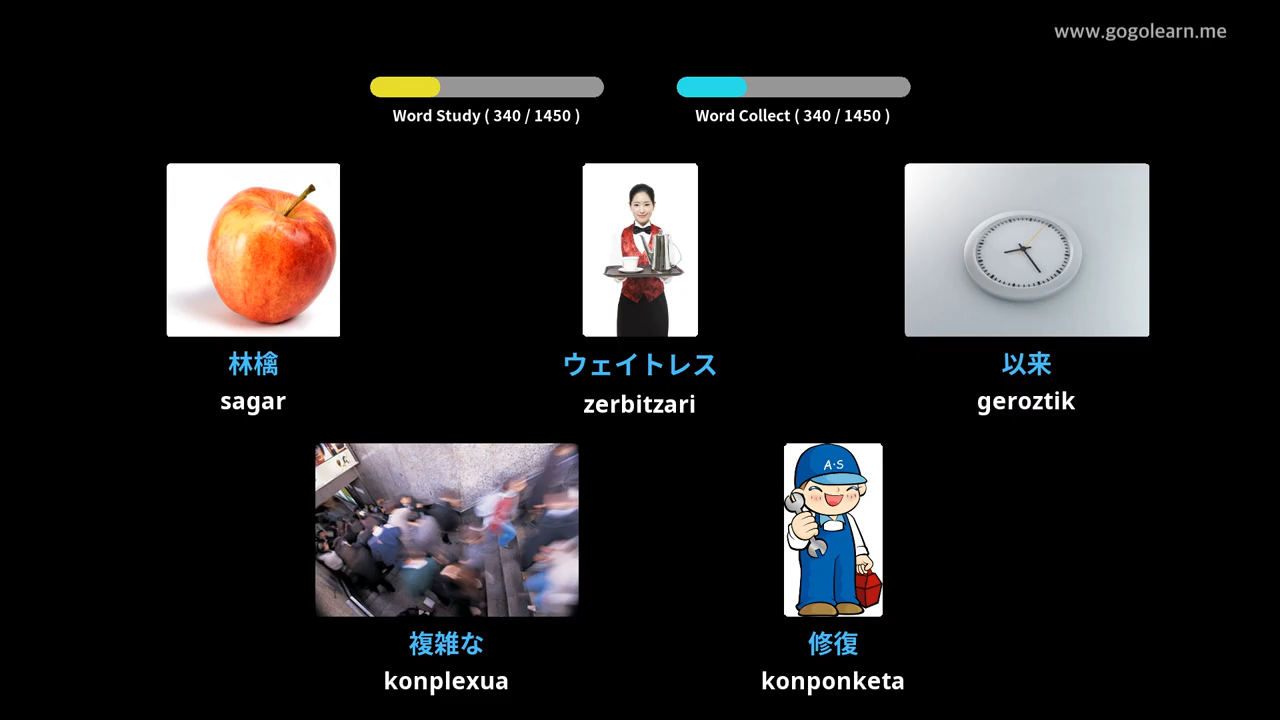 www.gogolearn.me
Word Study ( 340 / 1450 )
Word Collect ( 340 / 1450 )
林檎
sagar
ウェイトレス
zerbitzari
以来
geroztik
A·S
複雑な
konplexua
修復
konponketa